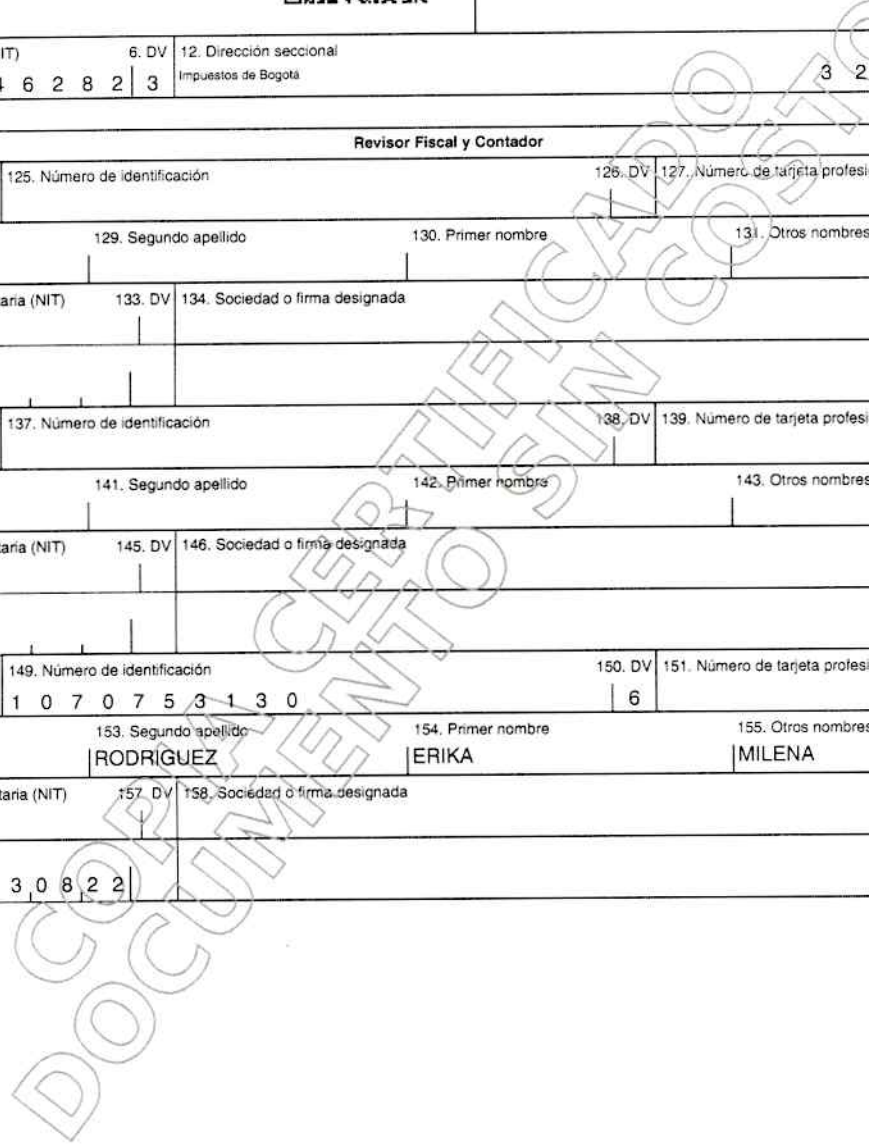 IT) 6. DV 12. Dirección seccional
6 2 8 2 3 Impuestos de Bogotá 3 2
Revisor Fiscal y Contador
125. Número de identificación 126. DV 127. Número de tarjeta profesi
129. Segundo apellido 130. Primer nombre 131. Otros nombres
taria (NIT) 133. DV 134. Sociedad o firma designada
137. Número de identificación 138. DV 139. Número de tarjeta profesi
141. Segundo apellido 142. Primer nombre 143. Otros nombres
taria (NIT) 145. DV 146. Sociedad o firma designada
149. Número de identificación 150. DV 151. Número de tarjeta profesi
1 0 7 0 7 5 3 1 3 0 6
153. Segundo apellido 154. Primer nombre 155. Otros nombres
RODRIGUEZ ERIKA MILENA
taria (NIT) 157. DV 158. Sociedad o firma designada
3 0 8 2 2
COPIA CERTIFICADO
DOCUMENTO SIN COSTO